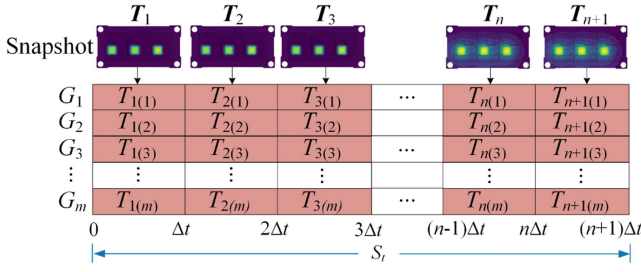 T1 T2 T3 Tn Tn+1
Snapshot
G1 T1(1) T2(1) T3(1) ... Tn(1) Tn+1(1)
G2 T1(2) T2(2) T3(2) Tn(2) Tn+1(2)
G3 T1(3) T2(3) T3(3) Tn(3) Tn+1(3)
⋮ ⋮ ⋮ ⋮ ⋮ ⋮
Gm T1(m) T2(m) T3(m) ... Tn(m) Tn+1(m)
0 Δt 2Δt 3Δt (n-1)Δt nΔt (n+1)Δt
St